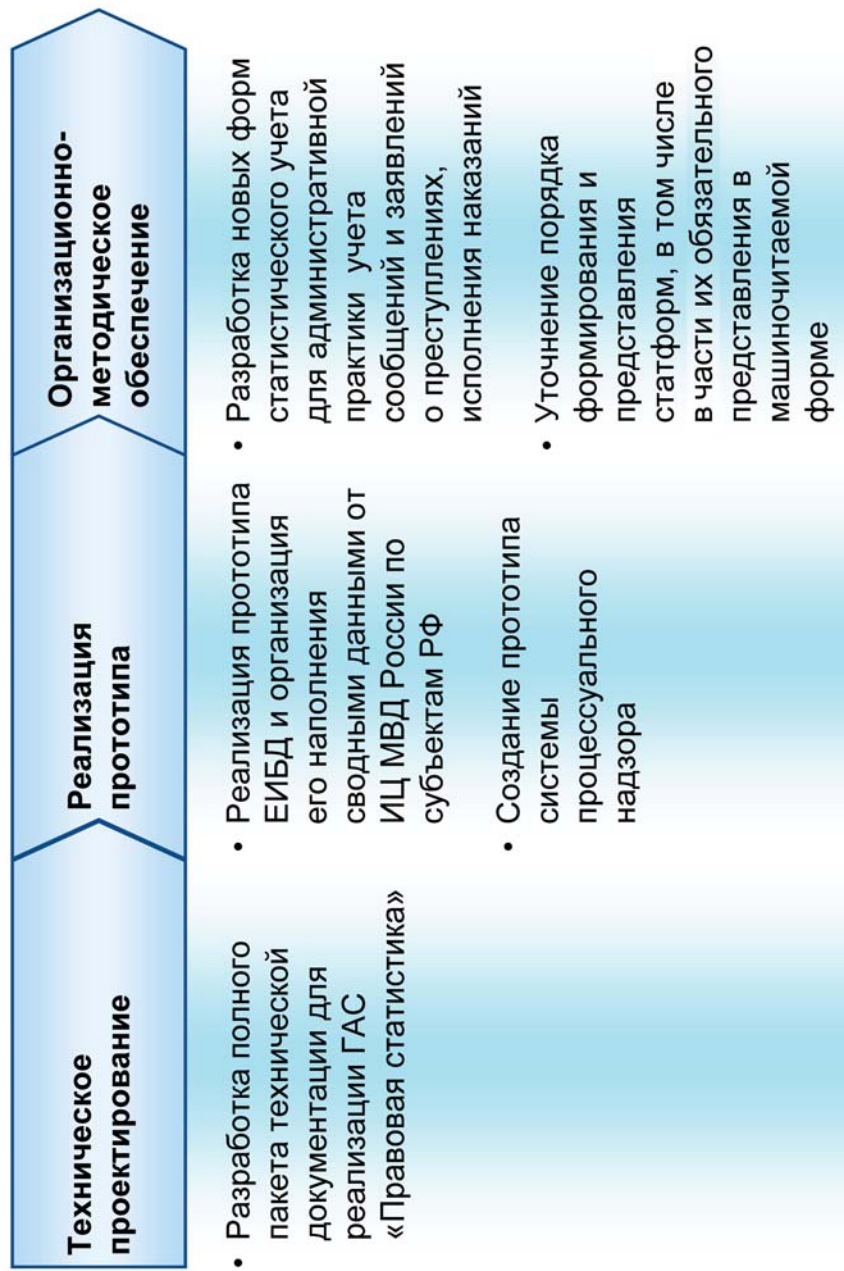 Техническое
проектирование
• Разработка полного
пакета технической
документации для
реализации ГАС
«Правовая статистика»
Реализация
прототипа
• Реализация прототипа
ЕИБД и организация
его наполнения
сводными данными от
ИЦ МВД России по
субъектам РФ
• Создание прототипа
системы
процессуального
надзора
Организационно-
методическое
обеспечение
• Разработка новых форм
статистического учета
для административной
практики учета
сообщений и заявлений
о преступлениях,
исполнения наказаний
• Уточнение порядка
формирования и
представления
статформ, в том числе
в части их обязательного
представления в
машиночитаемой
форме